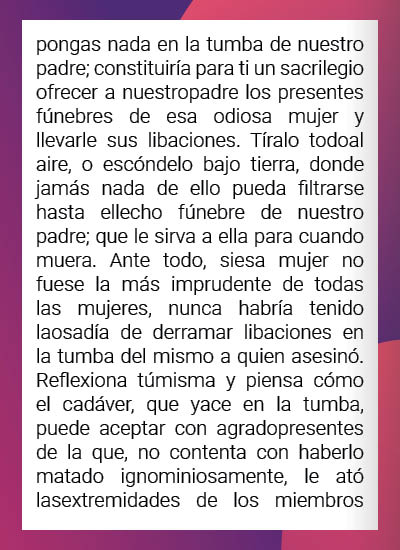 pongas nada en la tumba de nuestro
padre; constituiría para ti un sacrilegio
ofrecer a nuestropadre los presentes
fúnebres de esa odiosa mujer y
llevarle sus libaciones. Tíralo todoal
aire, o escóndelo bajo tierra, donde
jamás nada de ello pueda filtrarse
hasta ellecho fúnebre de nuestro
padre; que le sirva a ella para cuando
muera. Ante todo, siesa mujer no
fuese la más imprudente de todas
las mujeres, nunca habría tenido
laosadía de derramar libaciones en
la tumba del mismo a quien asesinó.
Reflexiona túmisma y piensa cómo
el cadáver, que yace en la tumba,
puede aceptar con agradopresentes
de la que, no contenta con haberlo
matado ignominiosamente, le ató
lasextremidades de los miembros